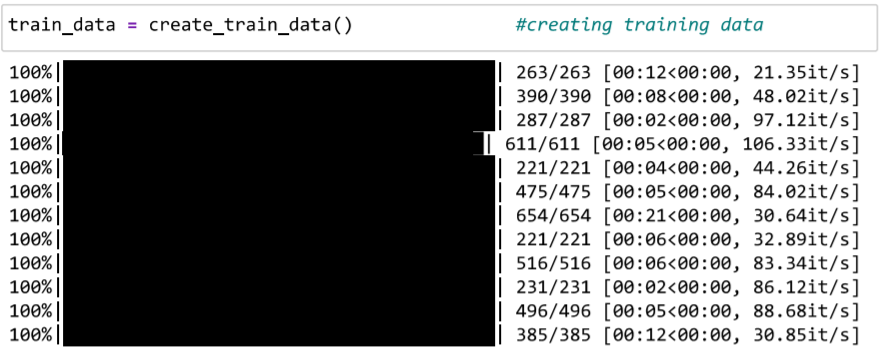 train_data = create_train_data() #creating training data
100%| | 263/263 [00:12<00:00, 21.35it/s]
100%| | 390/390 [00:08<00:00, 48.02it/s]
100%| | 287/287 [00:02<00:00, 97.12it/s]
100%| | 611/611 [00:05<00:00, 106.33it/s]
100%| | 221/221 [00:04<00:00, 44.26it/s]
100%| | 475/475 [00:05<00:00, 84.02it/s]
100%| | 654/654 [00:21<00:00, 30.64it/s]
100%| | 221/221 [00:06<00:00, 32.89it/s]
100%| | 516/516 [00:06<00:00, 83.34it/s]
100%| | 231/231 [00:02<00:00, 86.12it/s]
100%| | 496/496 [00:05<00:00, 88.68it/s]
100%| | 385/385 [00:12<00:00, 30.85it/s]